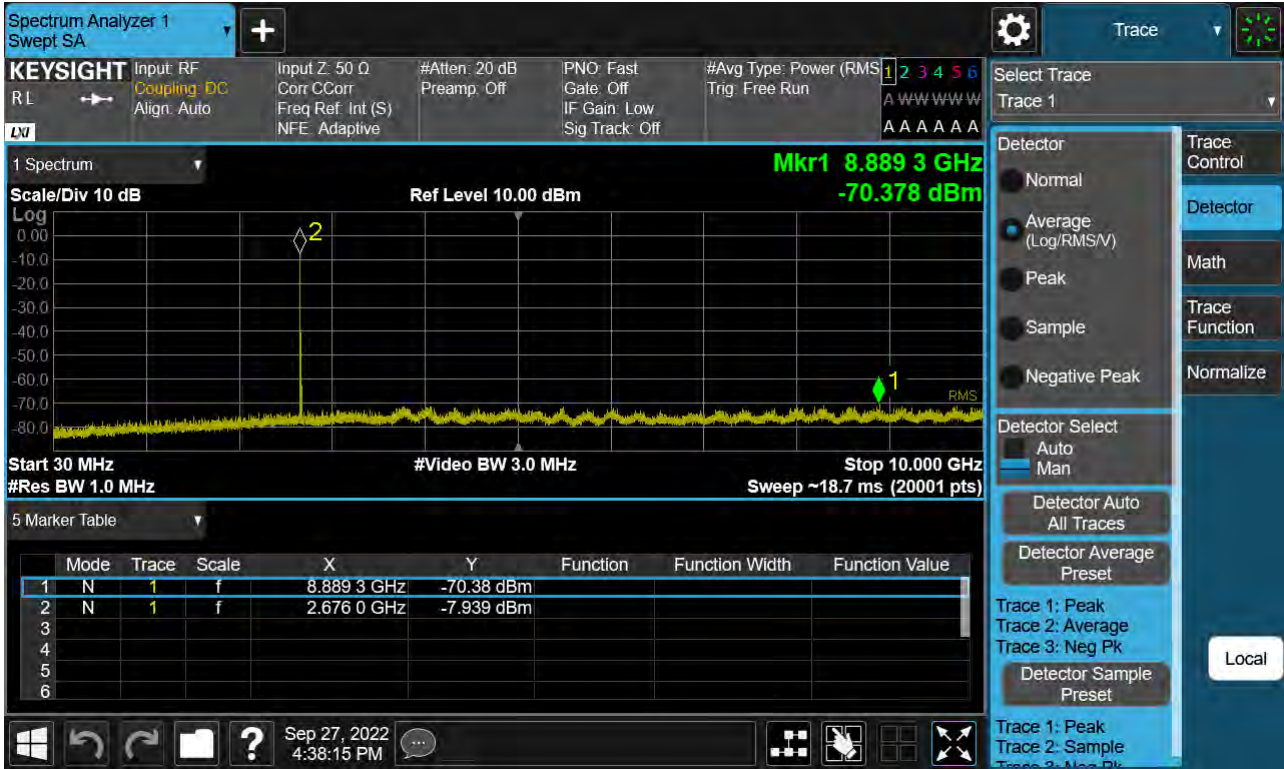 Spectrum Analyzer 1
Swept SA
Trace
KEYSIGHT
RL
LXI
Input: RF
Coupling: DC
Align: Auto
Input Z: 50 Ω
Corr CCorr
Freq Ref: Int (S)
NFE: Adaptive
#Atten: 20 dB
Preamp: Off
PNO: Fast
Gate: Off
IF Gain: Low
Sig Track: Off
#Avg Type: Power (RMS
Trig: Free Run
1 2 3 4 5 6
A W W W W W
A A A A A A
Select Trace
Trace 1
1 Spectrum
Mkr1 8.889 3 GHz
Scale/Div 10 dB
Ref Level 10.00 dBm
-70.378 dBm
Log
0.00
-10.0
-20.0
-30.0
-40.0
-50.0
-60.0
-70.0
-80.0
2
1
RMS
Start 30 MHz
#Video BW 3.0 MHz
Stop 10.000 GHz
#Res BW 1.0 MHz
Sweep ~18.7 ms (20001 pts)
5 Marker Table
Mode Trace Scale X Y Function Function Width Function Value
1 N 1 f 8.889 3 GHz -70.38 dBm
2 N 1 f 2.676 0 GHz -7.939 dBm
3
4
5
6
Detector
Normal
Average
(Log/RMS/V)
Peak
Sample
Negative Peak
Detector Select
Auto
Man
Detector Auto
All Traces
Detector Average
Preset
Trace 1: Peak
Trace 2: Average
Trace 3: Neg Pk
Detector Sample
Preset
Trace 1: Peak
Trace 2: Sample
Trace 3: Neg Pk
Trace
Control
Detector
Math
Trace
Function
Normalize
Local
?
Sep 27, 2022
4:38:15 PM